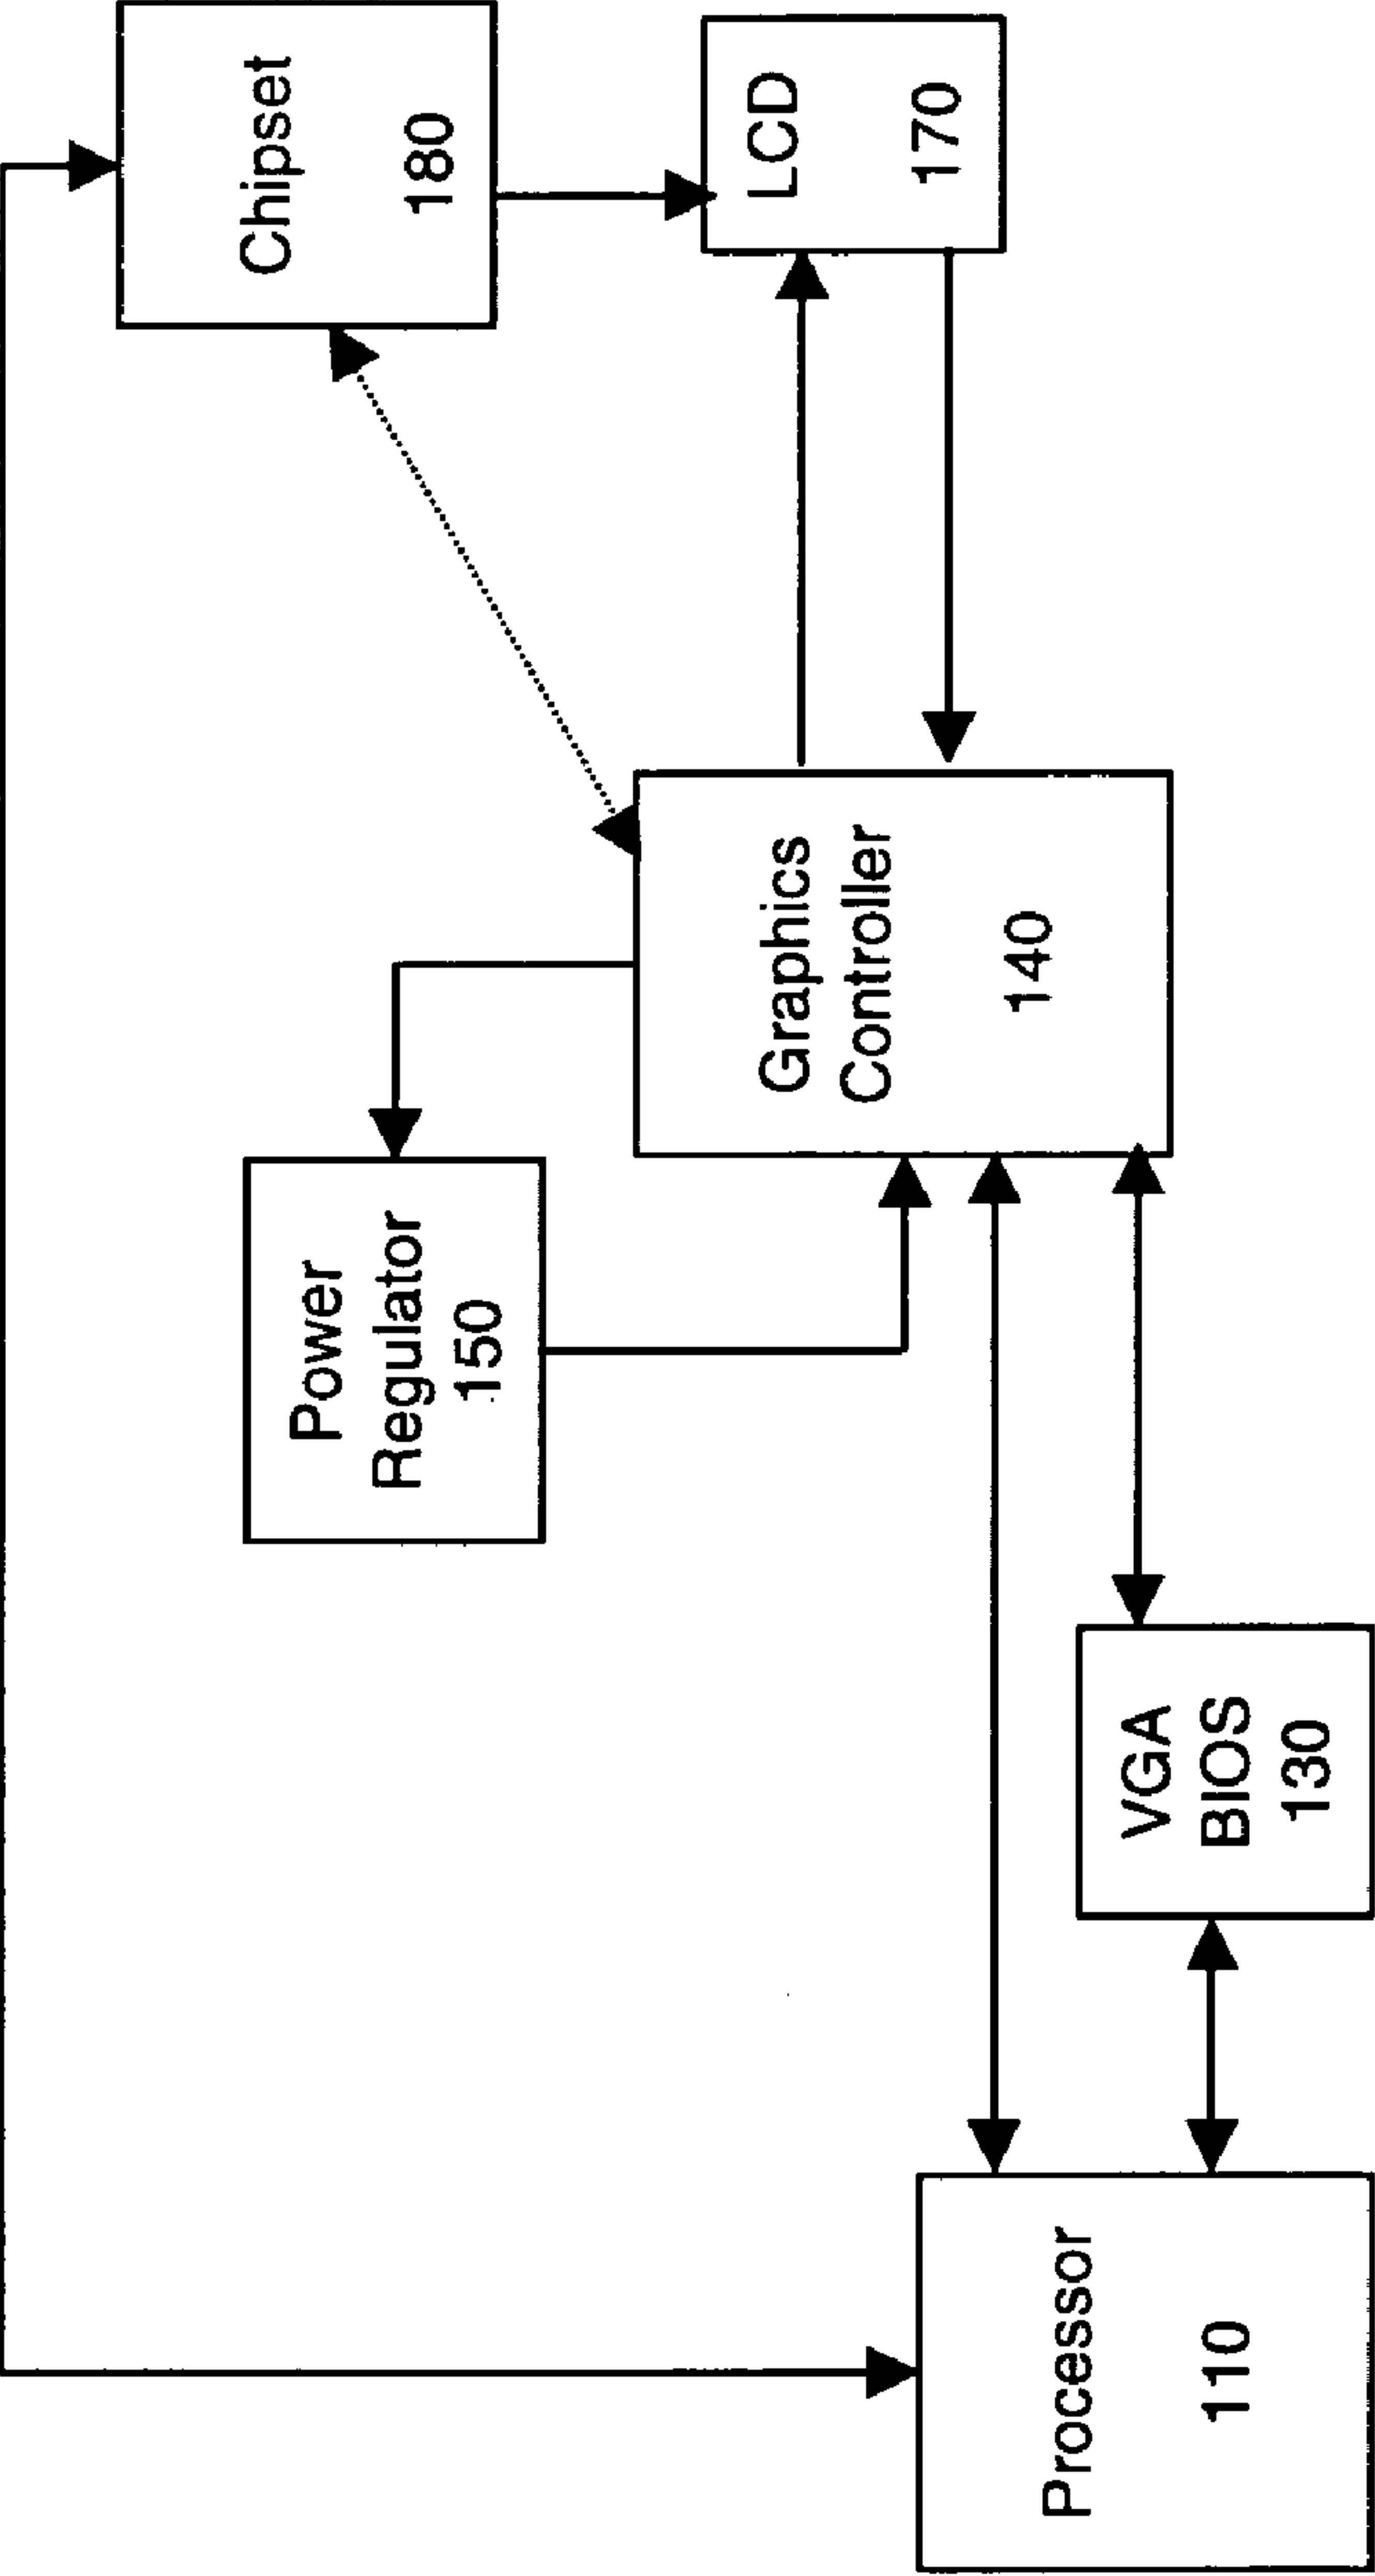 Processor
110
VGA
BIOS
130
Power
Regulator
150
Graphics
Controller
140
Chipset
180
LCD
170